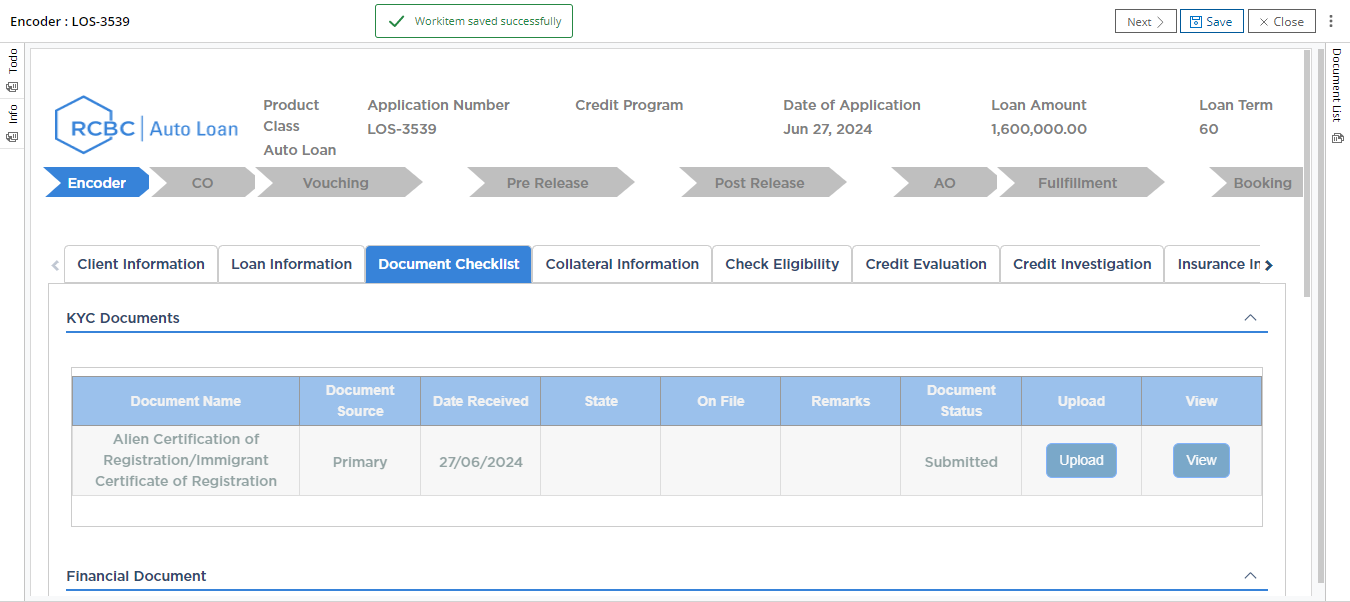 Encoder : LOS-3539
Workitem saved successfully
Next
Save
Close
Todo
Info
Document List
RCBC Auto Loan
Product
Class
Auto Loan
Application Number
LOS-3539
Credit Program
Date of Application
Jun 27, 2024
Loan Amount
1,600,000.00
Loan Term
60
Encoder CO Vouching Pre Release Post Release AO Fullfillment Booking
Client Information Loan Information Document Checklist Collateral Information Check Eligibility Credit Evaluation Credit Investigation Insurance In
KYC Documents
Document Name
Document
Source
Date Received
State
On File
Remarks
Document
Status
Upload
View
Alien Certification of
Registration/Immigrant
Certificate of Registration
Primary
27/06/2024
Submitted
Upload
View
Financial Document